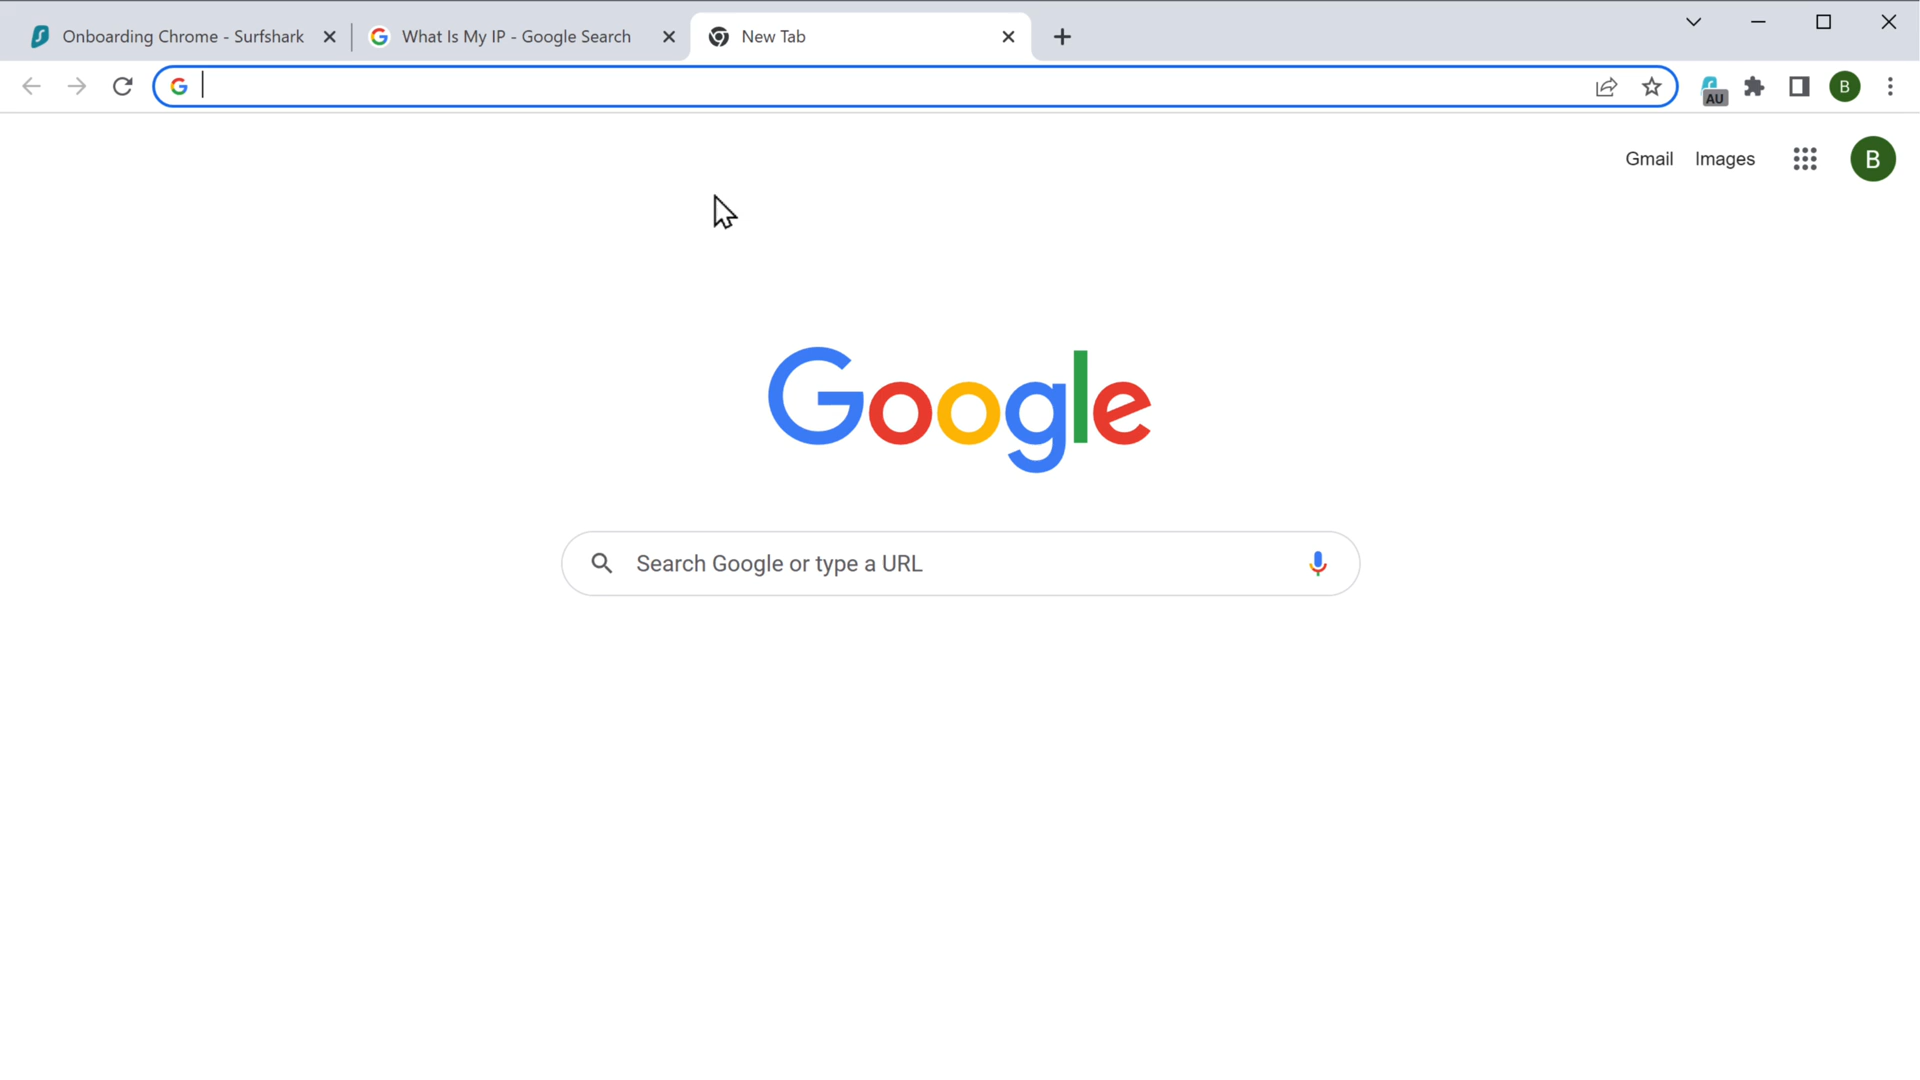 Onboarding Chrome - Surfshark
What Is My IP - Google Search
New Tab
AU
B
Gmail
Images
B
Google
Search Google or type a URL